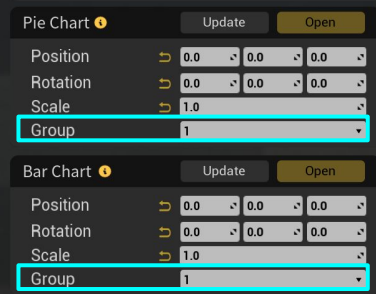 Pie Chart Update Open
Position 0.0 0.0 0.0
Rotation 0.0 0.0 0.0
Scale 1.0
Group 1
Bar Chart Update Open
Position 0.0 0.0 0.0
Rotation 0.0 0.0 0.0
Scale 1.0
Group 1